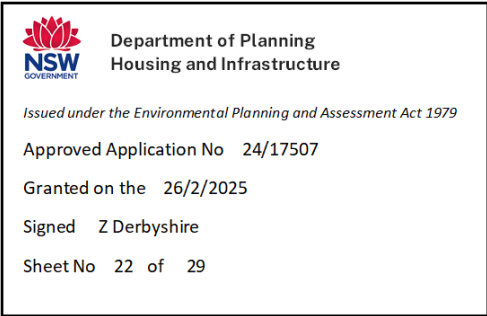 Department of Planning
Housing and Infrastructure
NSW
GOVERNMENT
Issued under the Environmental Planning and Assessment Act 1979
Approved Application No 24/17507
Granted on the 26/2/2025
Signed Z Derbyshire
Sheet No 22 of 29